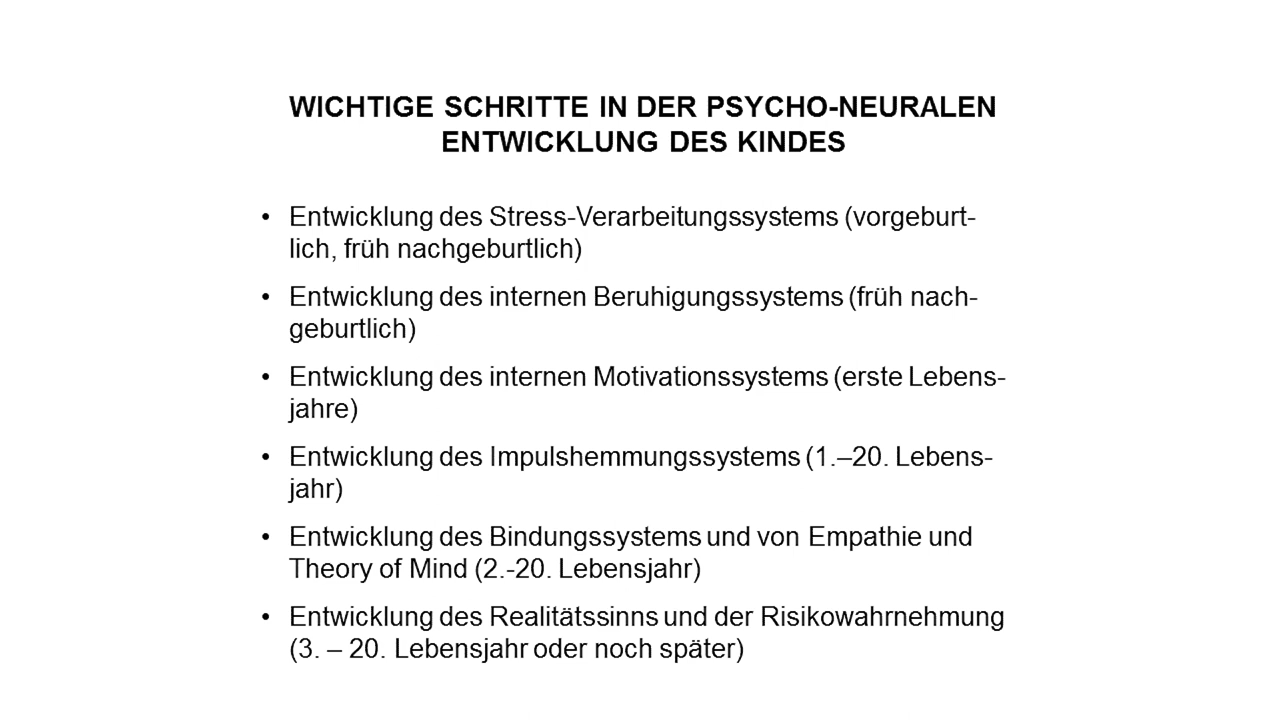 WICHTIGE SCHRITTE IN DER PSYCHO-NEURALEN
ENTWICKLUNG DES KINDES
• Entwicklung des Stress-Verarbeitungssystems (vorgeburt-
lich, früh nachgeburtlich)
• Entwicklung des internen Beruhigungssystems (früh nach-
geburtlich)
• Entwicklung des internen Motivationssystems (erste Lebens-
jahre)
• Entwicklung des Impulshemmungssystems (1.–20. Lebens-
jahr)
• Entwicklung des Bindungssystems und von Empathie und
Theory of Mind (2.-20. Lebensjahr)
• Entwicklung des Realitätssinns und der Risikowahrnehmung
(3. – 20. Lebensjahr oder noch später)